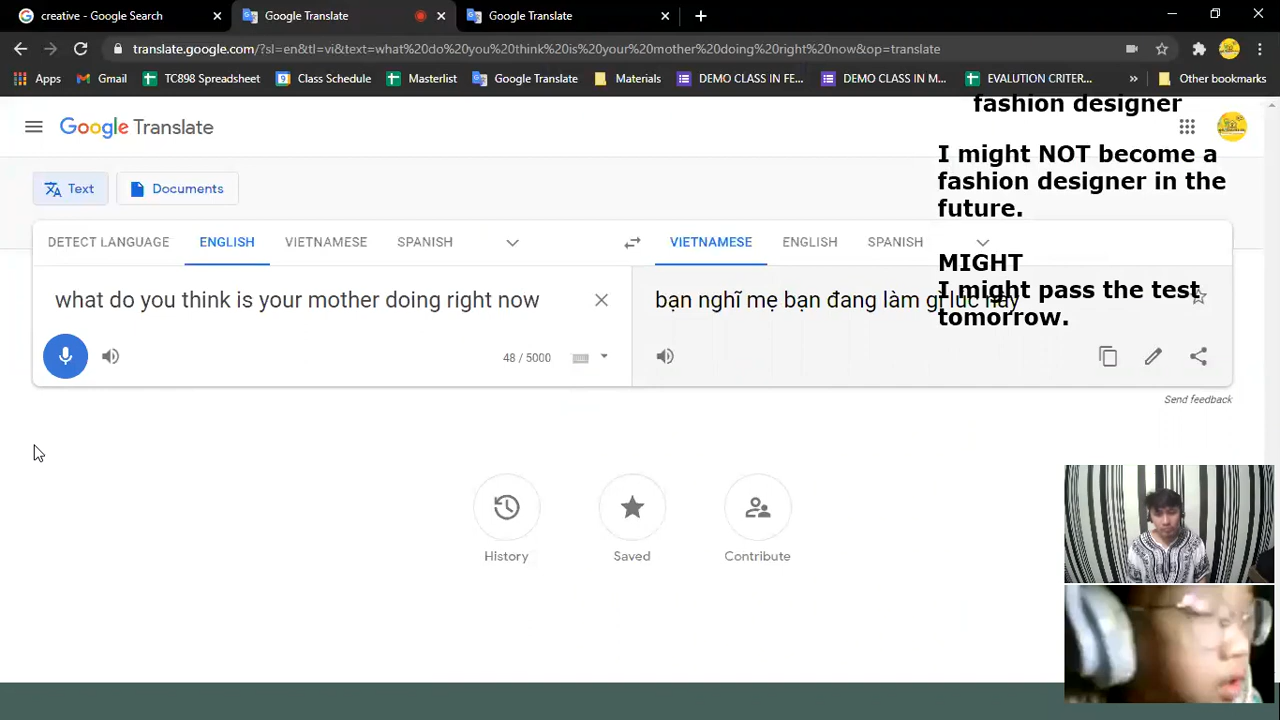 creative - Google Search
Google Translate
Google Translate
translate.google.com/?sl=en&tl=vi&text=what%20do%20you%20think%20is%20your%20mother%20doing%20right%20now&op=translate
Apps
Gmail
TC898 Spreadsheet
Class Schedule
Masterlist
Google Translate
Materials
DEMO CLASS IN FE...
DEMO CLASS IN M...
EVALUTION CRITER...
Other bookmarks
fashion designer
Google Translate
I might NOT become a
fashion designer in the
future.
Text
Documents
DETECT LANGUAGE
ENGLISH
VIETNAMESE
SPANISH
VIETNAMESE
ENGLISH
SPANISH
MIGHT
I might pass the test
tomorrow.
what do you think is your mother doing right now
bạn nghĩ mẹ bạn đang làm gì lúc này
48 / 5000
Send feedback
History
Saved
Contribute